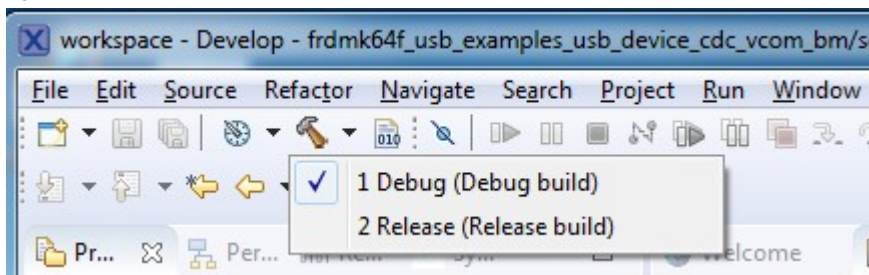 workspace - Develop - frdmk64f_usb_examples_usb_device_cdc_vcom_bm/s
File Edit Source Refactor Navigate Search Project Run Window
010
1 Debug (Debug build)
2 Release (Release build)
Pr... Per... Welcome